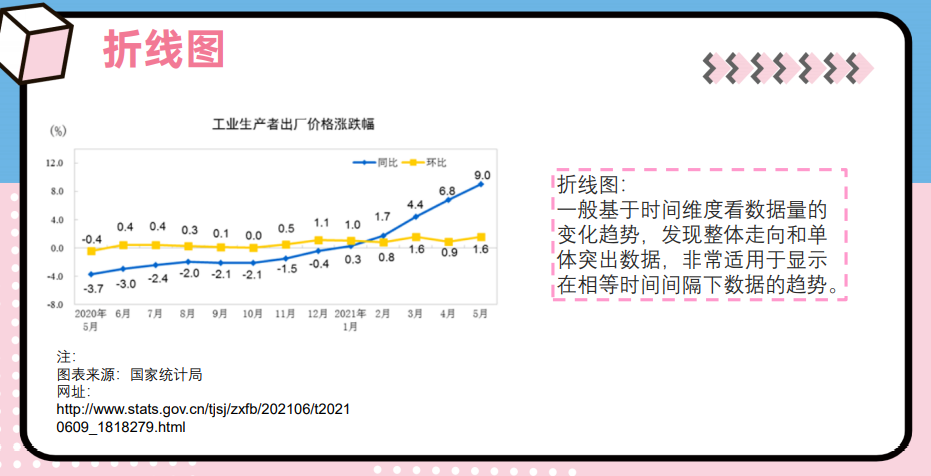 折线图
工业生产者出厂价格涨跌幅
(%)
同比 环比
12.0
8.0
4.0
0.0
-4.0
-8.0
-0.4 0.4 0.4 0.3 0.1 0.0 0.5 1.1 1.0 1.7 4.4 6.8 9.0
-3.7 -3.0 -2.4 -2.0 -2.1 -2.1 -1.5 -0.4 0.3 0.8 1.6 0.9 1.6
2020年 6月 7月 8月 9月 10月 11月 12月 2021年 2月 3月 4月 5月
5月 1月
折线图：
一般基于时间维度看数据量的
变化趋势，发现整体走向和单
体突出数据，非常适用于显示
在相等时间间隔下数据的趋势。
注：
图表来源：国家统计局
网址：
http://www.stats.gov.cn/tjsj/zxfb/202106/t2021
0609_1818279.html